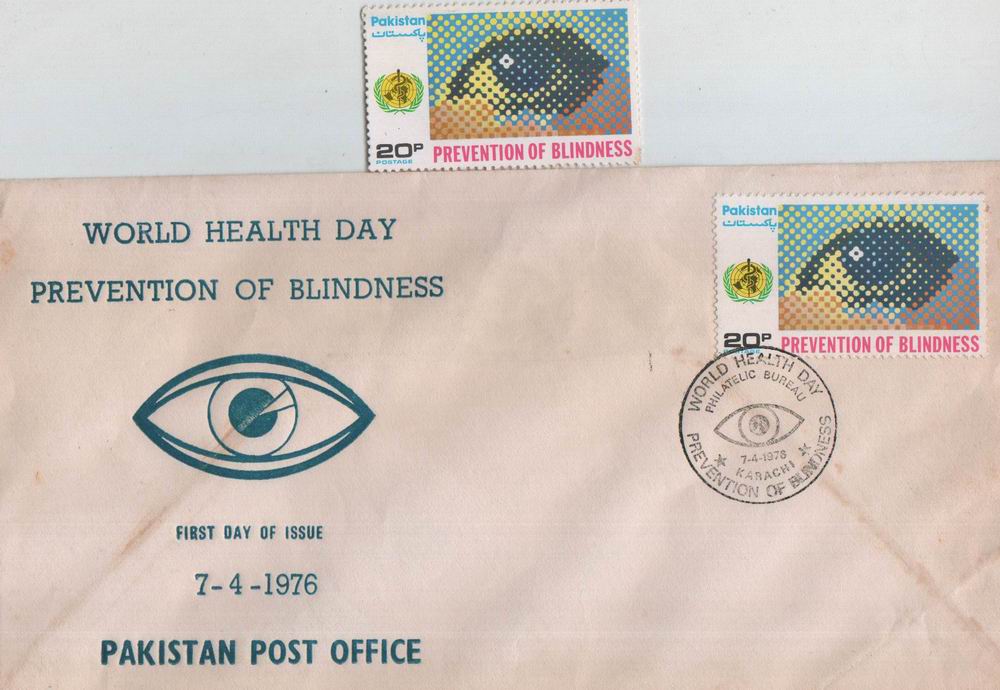 Pakistan
پاکستان
20P
POSTAGE
PREVENTION OF BLINDNESS
WORLD HEALTH DAY
PREVENTION OF BLINDNESS
FIRST DAY OF ISSUE
7-4-1976
PAKISTAN POST OFFICE
Pakistan
پاکستان
20P
POSTAGE
PREVENTION OF BLINDNESS
WORLD HEALTH DAY
PHILATELIC BUREAU
7-4-1976
KARACHI
PREVENTION OF BLINDNESS